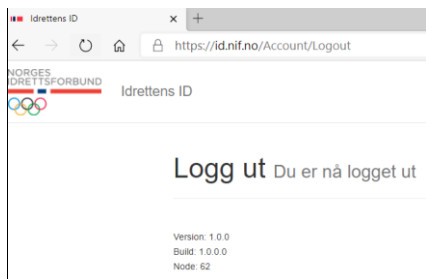 Idrettens ID
https://id.nif.no/Account/Logout
NORGES
IDRETTSFORBUND
Idrettens ID
Logg ut Du er nå logget ut
Version: 1.0.0
Build: 1.0.0.0
Node: 62